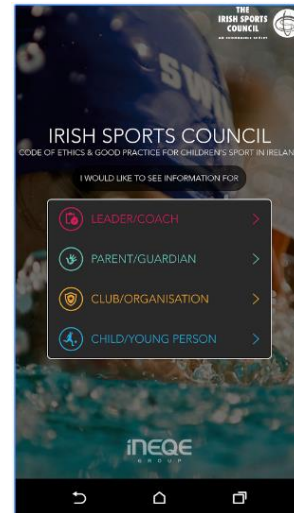 THE
IRISH SPORTS
COUNCIL
IRISH SPORTS COUNCIL
CODE OF ETHICS & GOOD PRACTICE FOR CHILDREN'S SPORT IN IRELAN
I WOULD LIKE TO SEE INFORMATION FOR
LEADER/COACH
PARENT/GUARDIAN
CLUB/ORGANISATION
CHILD/YOUNG PERSON
iNEQE
GROUP